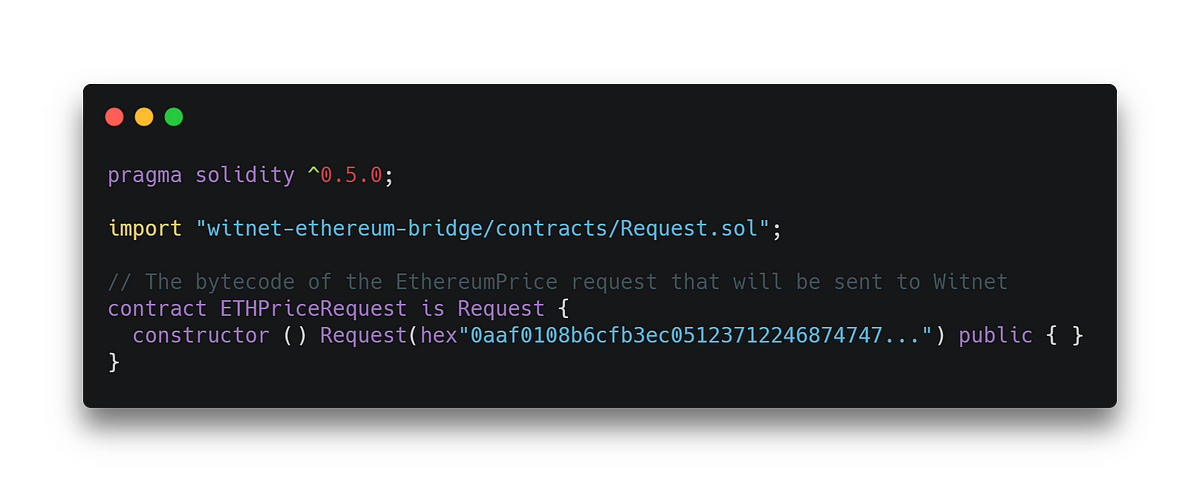 pragma solidity ^0.5.0;
import "witnet-ethereum-bridge/contracts/Request.sol";
// The bytecode of the EthereumPrice request that will be sent to Witnet
contract ETHPriceRequest is Request {
  constructor () Request(hex"0aaf0108b6cfb3ec05123712246874747...") public { }
}